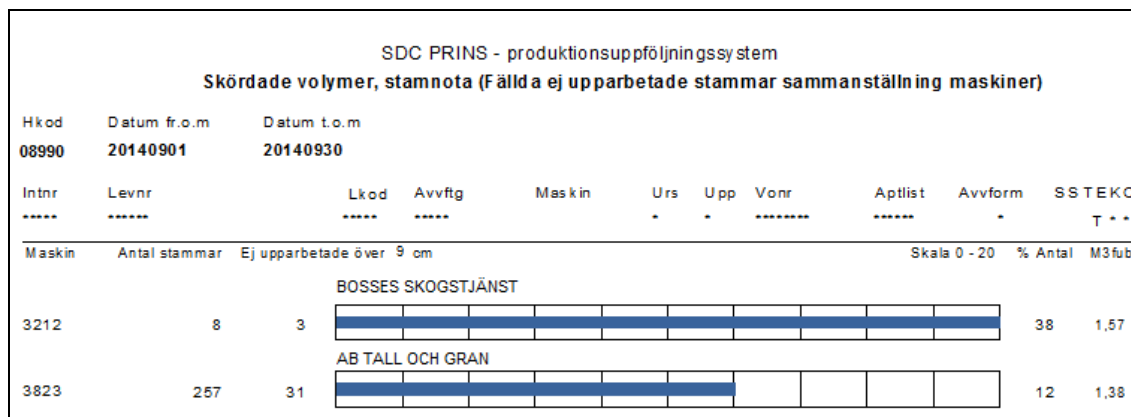 SDC PRINS - produktionsuppföljningssystem
Skördade volymer, stamnota (Fällda ej upparbetade stammar sammanställning maskiner)
Hkod Datum fr.o.m Datum t.o.m
08990 20140901 20140930
Intnr Levnr Lkod Avvftg Maskin Urs Upp Vonr Aptlist Avvform SSTEKO
***** ****** ***** ***** * * ******** ****** * T * *
Maskin Antal stammar Ej upparbetade över 9 cm Skala 0 - 20 % Antal M3fub
BOSSES SKOGSTJÄNST
3212 8 3 38 1,57
AB TALL OCH GRAN
3823 257 31 12 1,38